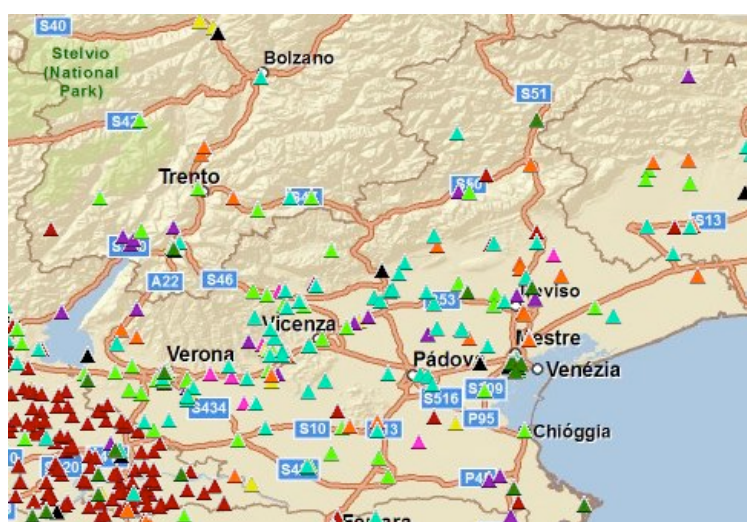 S40
Bolzano
Stelvio
(National
Park)
ITA
S51
S42
Trento
S50
S13
A22
S46
S53
Treviso
Vicenza
Mestre
Verona
Pádova
Venézia
S309
S434
S516
P95
S10
Chióggia
Ferrara